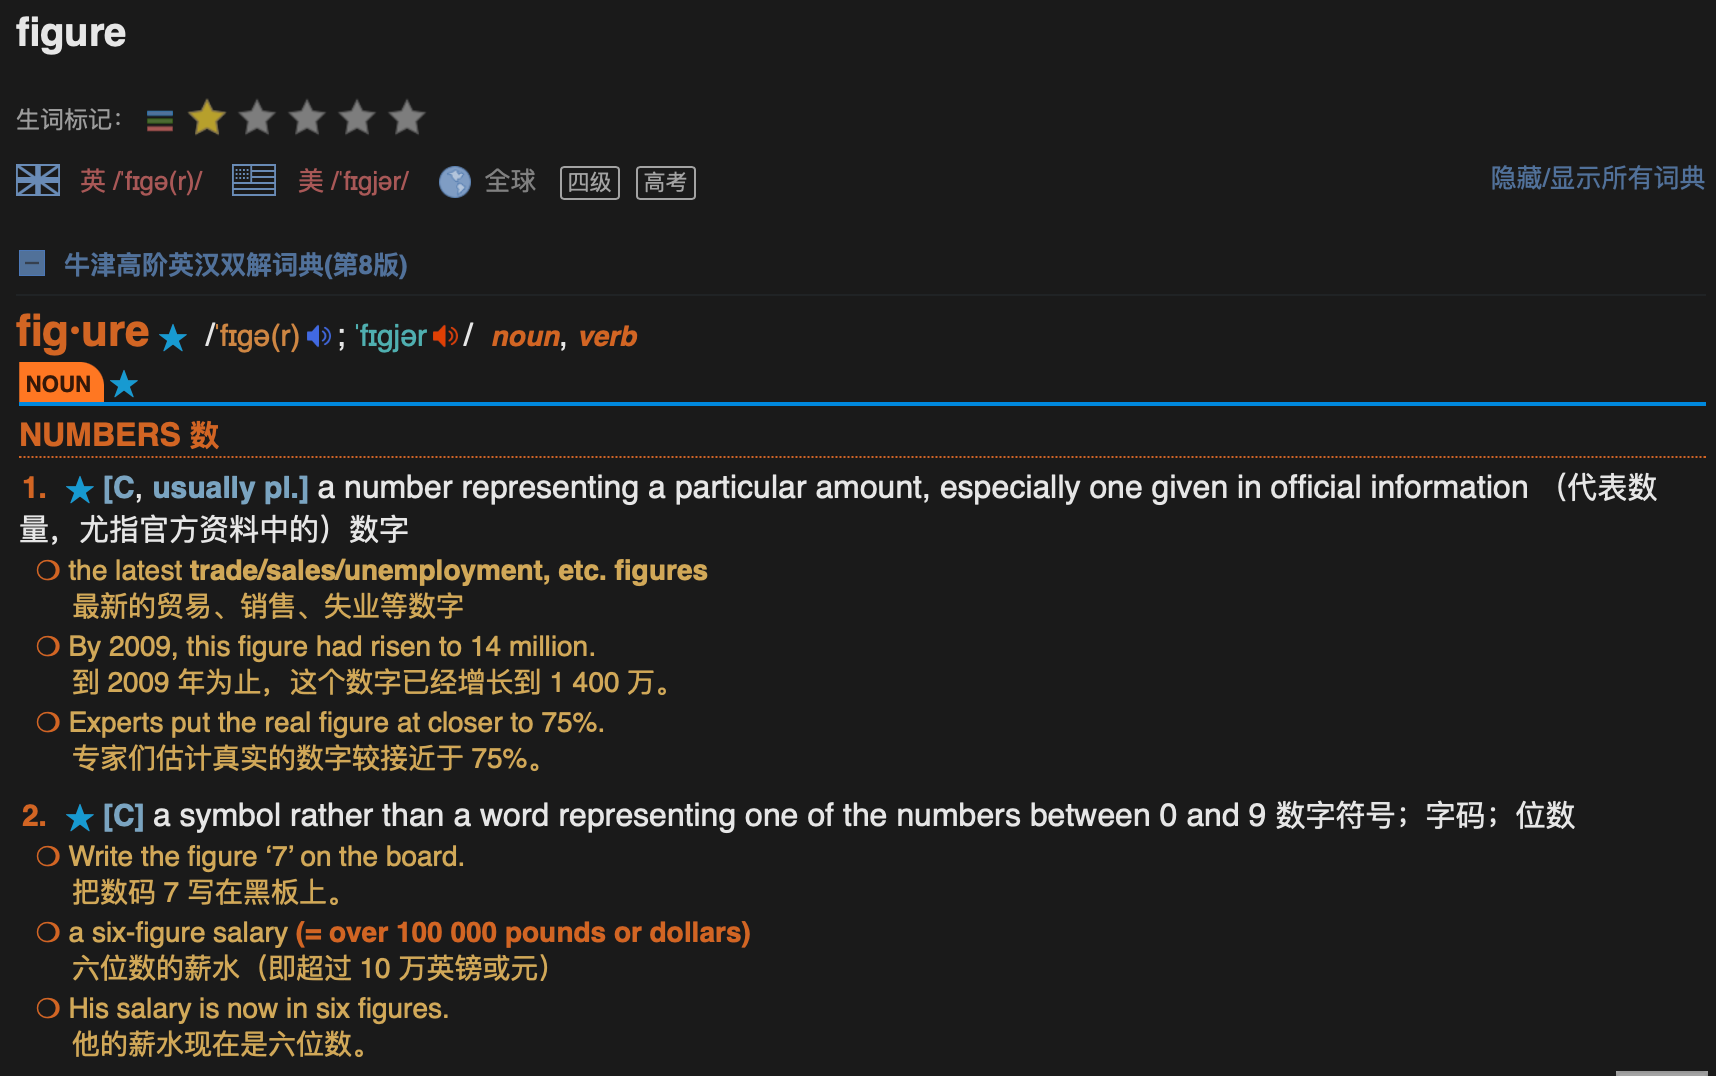 figure
生词标记：
英 /ˈfɪɡə(r)/ 美 /ˈfɪɡjər/ 全球 四级 高考 隐藏/显示所有词典
牛津高阶英汉双解词典(第8版)
fig·ure ★ /ˈfɪɡə(r) ; ˈfɪɡjər / noun, verb
NOUN ★
NUMBERS 数
1. ★ [C, usually pl.] a number representing a particular amount, especially one given in official information （代表数
量，尤指官方资料中的）数字
the latest trade/sales/unemployment, etc. figures
最新的贸易、销售、失业等数字
By 2009, this figure had risen to 14 million.
到 2009 年为止，这个数字已经增长到 1 400 万。
Experts put the real figure at closer to 75%.
专家们估计真实的数字较接近于 75%。
2. ★ [C] a symbol rather than a word representing one of the numbers between 0 and 9 数字符号；字码；位数
Write the figure ‘7’ on the board.
把数码 7 写在黑板上。
a six-figure salary (= over 100 000 pounds or dollars)
六位数的薪水（即超过 10 万英镑或元）
His salary is now in six figures.
他的薪水现在是六位数。